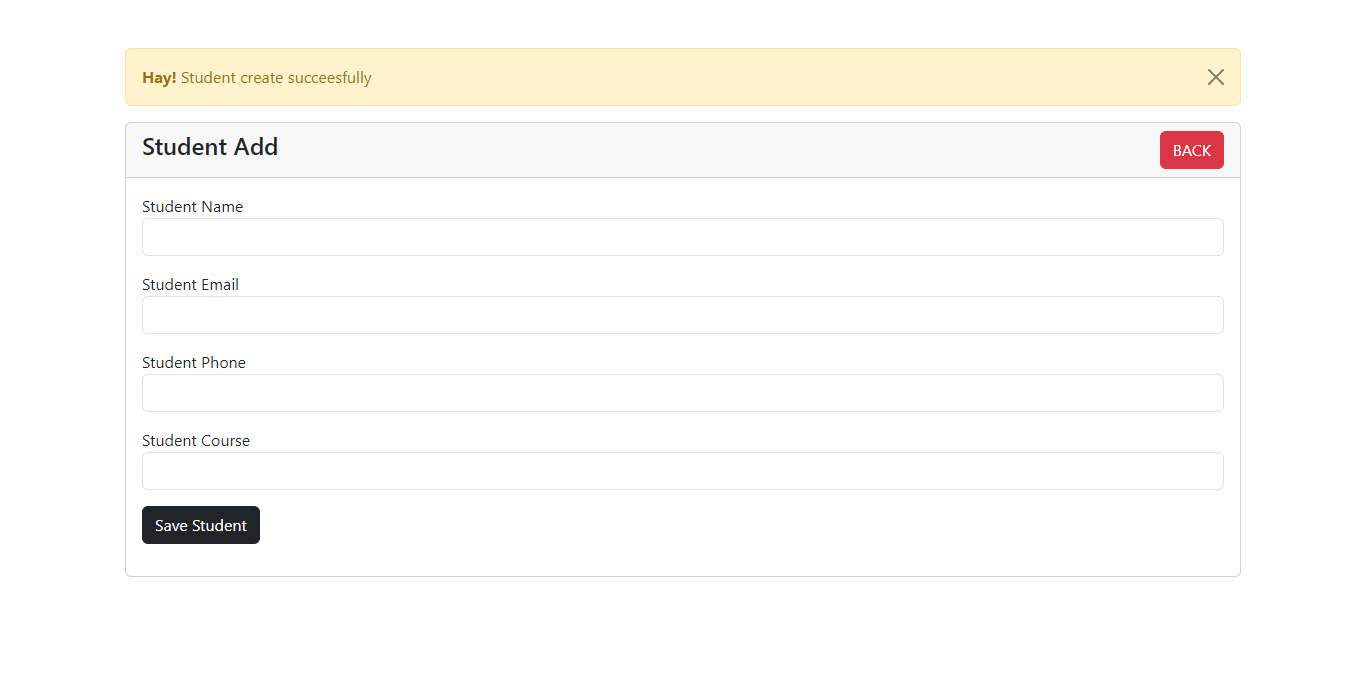 Hay! Student create succeesfully
Student Add
BACK
Student Name
Student Email
Student Phone
Student Course
Save Student